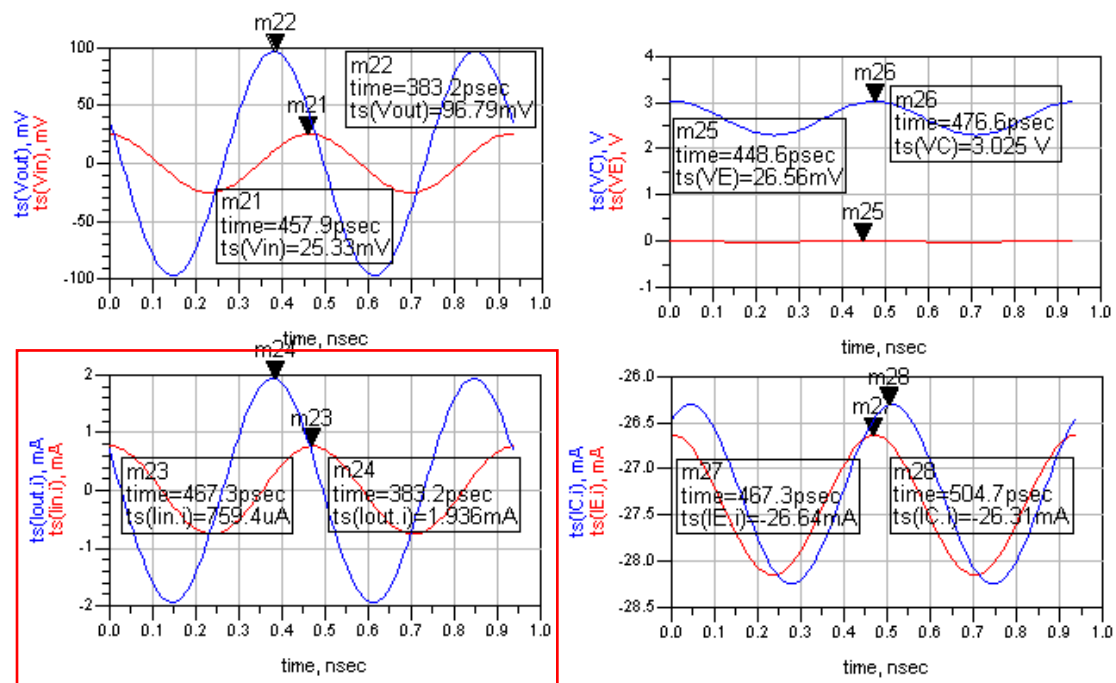 m22
100
50
0
-50
-100
ts(Vout), mV
ts(Vin), mV
m22
time=383.2psec
ts(Vout)=96.79mV
m21
m21
time=457.9psec
ts(Vin)=25.33mV
0.0 0.1 0.2 0.3 0.4 0.5 0.6 0.7 0.8 0.9 1.0
time, nsec
4
3
2
1
0
-1
ts(VC), V
ts(VE), V
m26
m26
time=476.6psec
ts(VC)=3.025 V
m25
time=448.6psec
ts(VE)=26.56mV
m25
0.0 0.1 0.2 0.3 0.4 0.5 0.6 0.7 0.8 0.9 1.0
time, nsec
m24
2
1
0
-1
-2
ts(Iout.i), mA
ts(Iin.i), mA
m23
m23
time=467.3psec
ts(Iin.i)=759.4uA
m24
time=383.2psec
ts(Iout.i)=1.936mA
0.0 0.1 0.2 0.3 0.4 0.5 0.6 0.7 0.8 0.9 1.0
time, nsec
-26.0
-26.5
-27.0
-27.5
-28.0
-28.5
ts(IC.i), mA
ts(IE.i), mA
m28
m27
time=467.3psec
ts(IE.i)=-26.64mA
m28
time=504.7psec
ts(IC.i)=-26.31mA
0.0 0.1 0.2 0.3 0.4 0.5 0.6 0.7 0.8 0.9 1.0
time, nsec